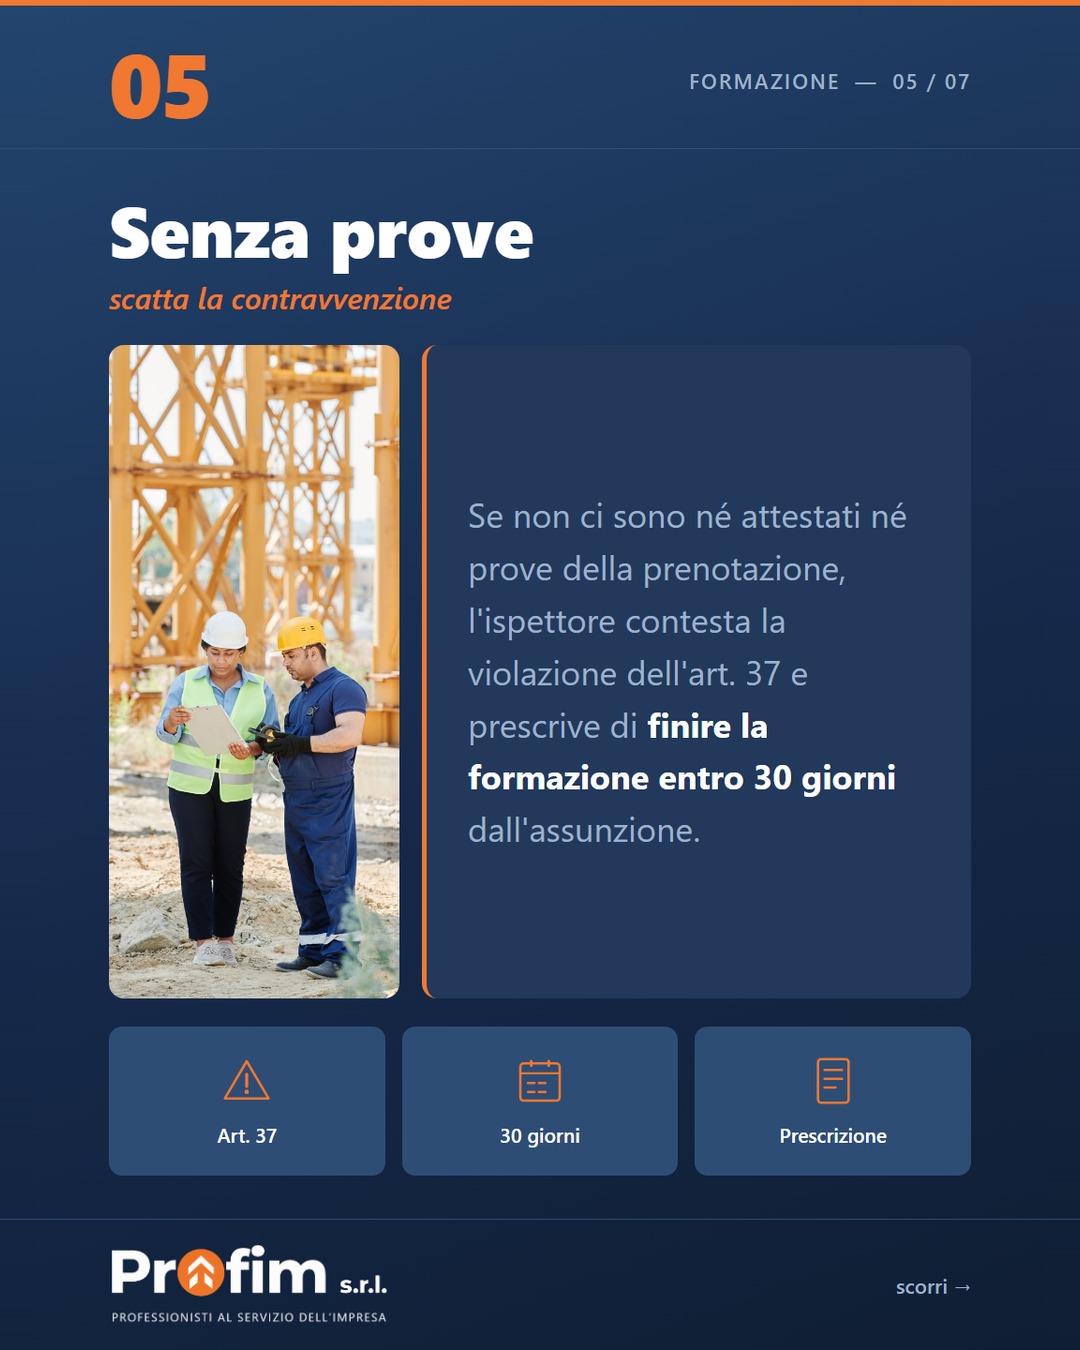 05
FORMAZIONE — 05 / 07
Senza prove
scatta la contravvenzione
Se non ci sono né attestati né
prove della prenotazione,
l'ispettore contesta la
violazione dell'art. 37 e
prescrive di finire la
formazione entro 30 giorni
dall'assunzione.
Art. 37
30 giorni
Prescrizione
Profim s.r.l.
PROFESSIONISTI AL SERVIZIO DELL'IMPRESA
scorri →